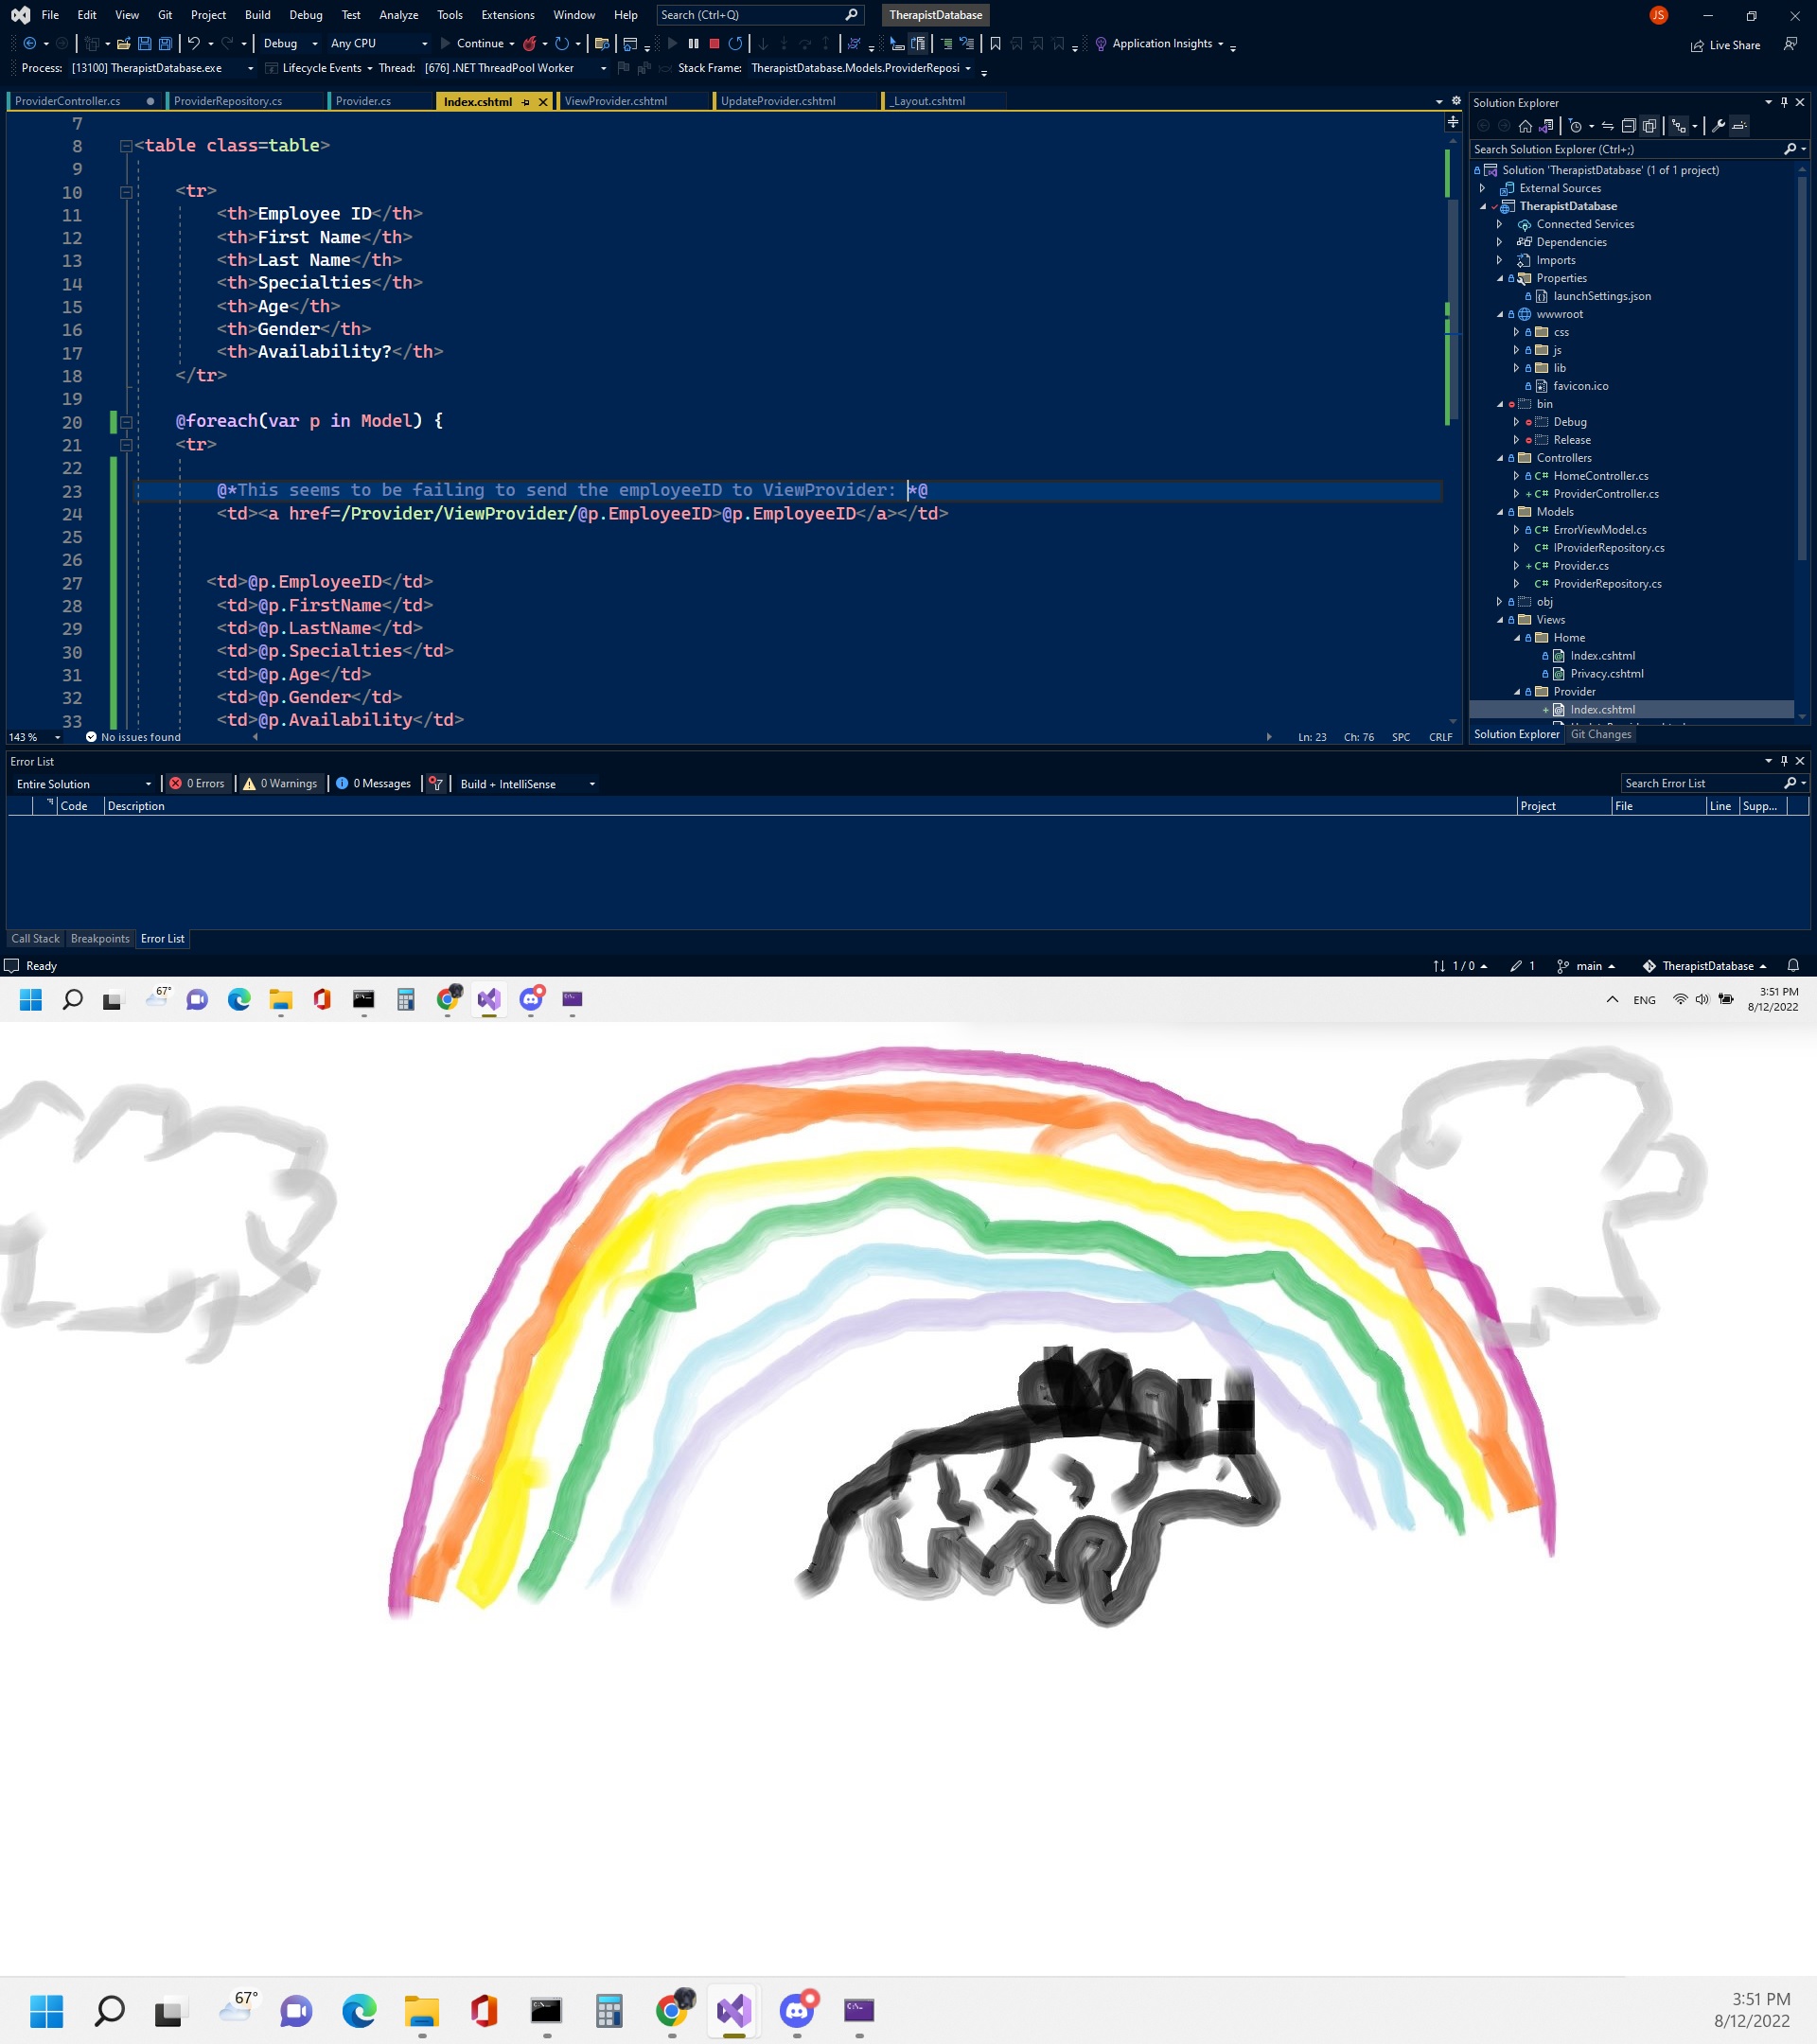 File Edit View Git Project Build Debug Test Analyze Tools Extensions Window Help Search (Ctrl+Q) TherapistDatabase JS
Debug Any CPU Continue Application Insights Live Share
Process: [13100] TherapistDatabase.exe Lifecycle Events Thread: [676] .NET ThreadPool Worker Stack Frame: TherapistDatabase.Models.ProviderReposi
ProviderController.cs ProviderRepository.cs Provider.cs Index.cshtml ViewProvider.cshtml UpdateProvider.cshtml _Layout.cshtml
7
8 <table class=table>
9
10 <tr>
11 <th>Employee ID</th>
12 <th>First Name</th>
13 <th>Last Name</th>
14 <th>Specialties</th>
15 <th>Age</th>
16 <th>Gender</th>
17 <th>Availability?</th>
18 </tr>
19
20 @foreach(var p in Model) {
21 <tr>
22
23 @*This seems to be failing to send the employeeID to ViewProvider: *@
24 <td><a href=/Provider/ViewProvider/@p.EmployeeID>@p.EmployeeID</a></td>
25
26
27 <td>@p.EmployeeID</td>
28 <td>@p.FirstName</td>
29 <td>@p.LastName</td>
30 <td>@p.Specialties</td>
31 <td>@p.Age</td>
32 <td>@p.Gender</td>
33 <td>@p.Availability</td>
143 % No issues found Ln: 23 Ch: 76 SPC CRLF
Solution Explorer
Search Solution Explorer (Ctrl+;)
Solution 'TherapistDatabase' (1 of 1 project)
External Sources
TherapistDatabase
Connected Services
Dependencies
Imports
Properties
launchSettings.json
wwwroot
css
js
lib
favicon.ico
bin
Debug
Release
Controllers
C# HomeController.cs
C# ProviderController.cs
Models
C# ErrorViewModel.cs
C# IProviderRepository.cs
C# Provider.cs
C# ProviderRepository.cs
obj
Views
Home
Index.cshtml
Privacy.cshtml
Provider
Index.cshtml
Solution Explorer Git Changes
Error List
Entire Solution 0 Errors 0 Warnings 0 Messages Build + IntelliSense Search Error List
Code Description Project File Line Supp...
Call Stack Breakpoints Error List
Ready 1 / 0 1 main TherapistDatabase
67° ENG 3:51 PM
8/12/2022
67° 3:51 PM
8/12/2022